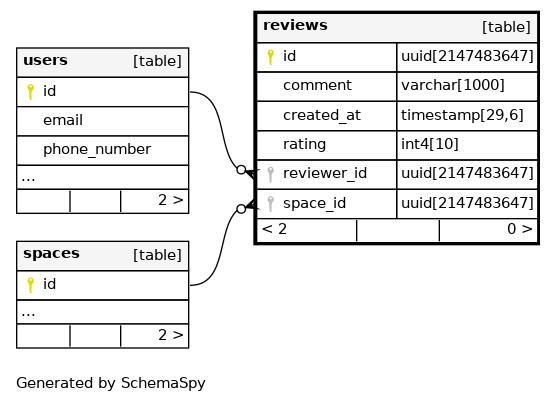 users [table]
id
email
phone_number
...
2 >
spaces [table]
id
...
2 >
reviews [table]
id uuid[2147483647]
comment varchar[1000]
created_at timestamp[29,6]
rating int4[10]
reviewer_id uuid[2147483647]
space_id uuid[2147483647]
< 2 0 >
Generated by SchemaSpy